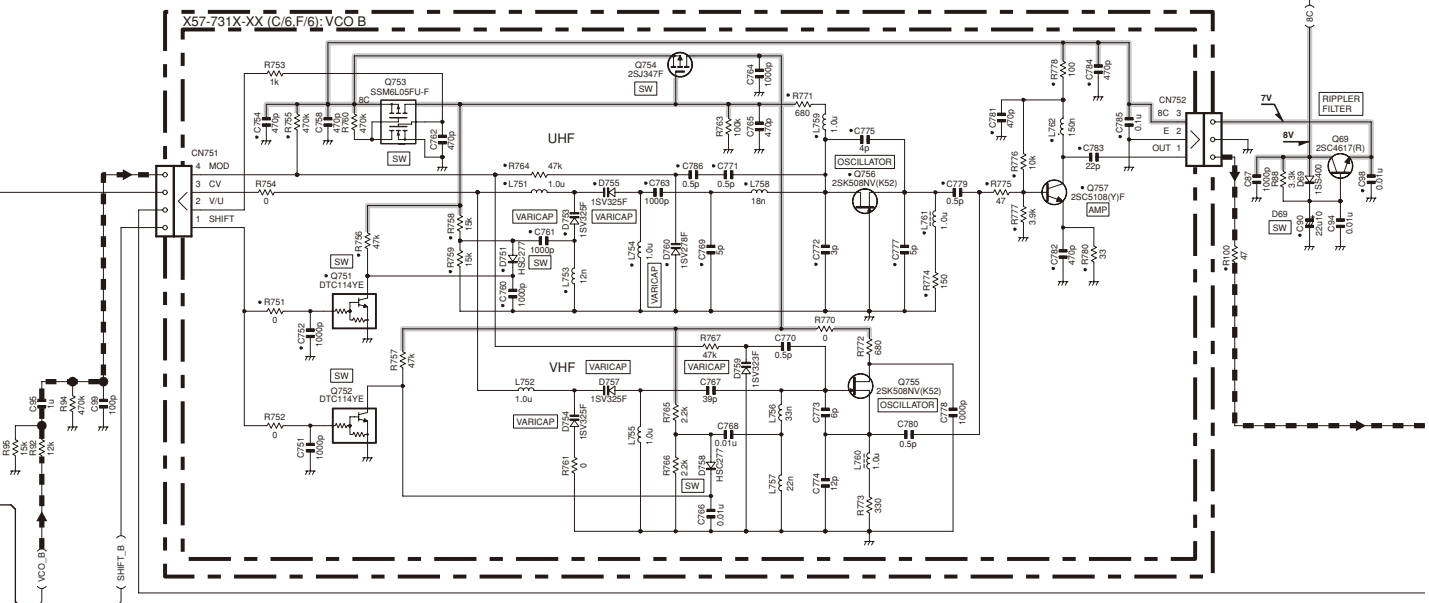 X57-731X-XX (C/6,F/6): VCO B
8C
R753
1k
Q753
SSM6L05FU-F
8C
SW
Q754
2SJ347F
SW
C764
1000p
R778
100
C784
470p
C754
470p
R755
470k
C758
470p
R760
470k
C762
470p
R763
100k
C765
470p
R771
680
L759
1.0u
C781
470p
L762
150n
C785
0.1u
CN752
8C 3
E 2
OUT 1
7V
8V
RIPPLER
FILTER
Q69
2SC4617(R)
UHF
C775
4p
OSCILLATOR
Q756
2SK508NV(K52)
CN751
4 MOD
3 CV
2 V/U
1 SHIFT
R754
0
R764
47k
L751
1.0u
D755
1SV325F
VARICAP
VARICAP
D753
1SV325F
C763
1000p
C786
0.5p
C771
0.5p
L758
18n
C779
0.5p
R775
47
R776
10k
R777
3.9k
C783
22p
Q757
2SC5108(Y)F
AMP
C87
1000p
R88
3.3k
D69
1SS400
C98
0.01u
D69
SW
C90
22u10
C94
0.01u
R100
47
R756
47k
R758
15k
R759
15k
D751
HSC277
C761
1000p
SW
C760
1000p
L753
12n
L754
1.0u
VARICAP
D760
1SV278F
C769
5p
C772
3p
C777
5p
L761
1.0u
R774
150
C782
470p
R780
33
SW
Q751
DTC114YE
R751
0
C752
1000p
R757
47k
R770
0
R767
47k
C770
0.5p
R772
680
VHF
VARICAP
VARICAP
D759
1SV323F
SW
Q752
DTC114YE
R752
0
C751
1000p
L752
1.0u
D757
1SV325F
VARICAP
D754
1SV325F
C767
39p
Q755
2SK508NV(K52)
OSCILLATOR
R765
2.2k
L755
1.0u
C768
0.01u
L756
33n
C773
6p
C778
1000p
C780
0.5p
R761
0
R766
2.2k
D758
HSC277
SW
C766
0.01u
L757
22n
C774
12p
L760
1.0u
R773
330
C95
1u
R94
470k
C99
100p
R95
15k
R92
12k
VCO_B
SHIFT_B